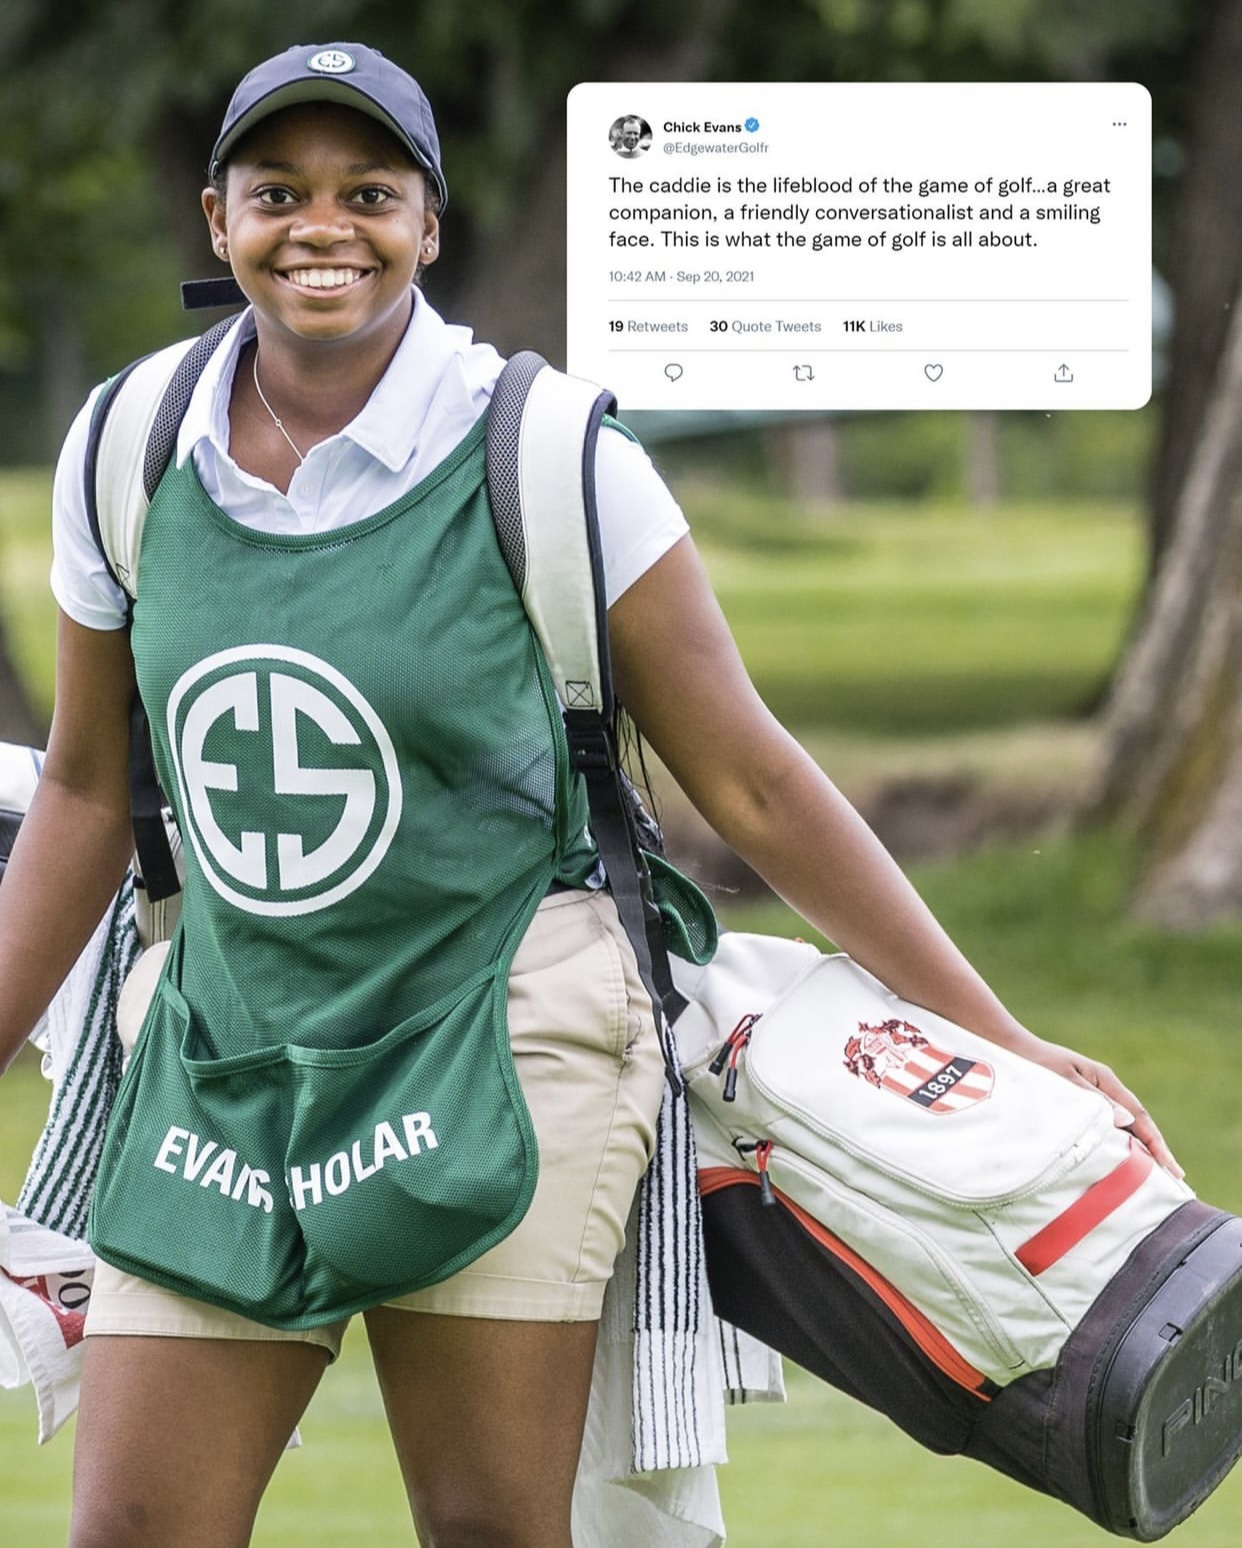 CS
Chick Evans
@EdgewaterGolfr
The caddie is the lifeblood of the game of golf...a great
companion, a friendly conversationalist and a smiling
face. This is what the game of golf is all about.
10:42 AM · Sep 20, 2021
19 Retweets 30 Quote Tweets 11K Likes
ES
EVANS HOLAR
1897
PING